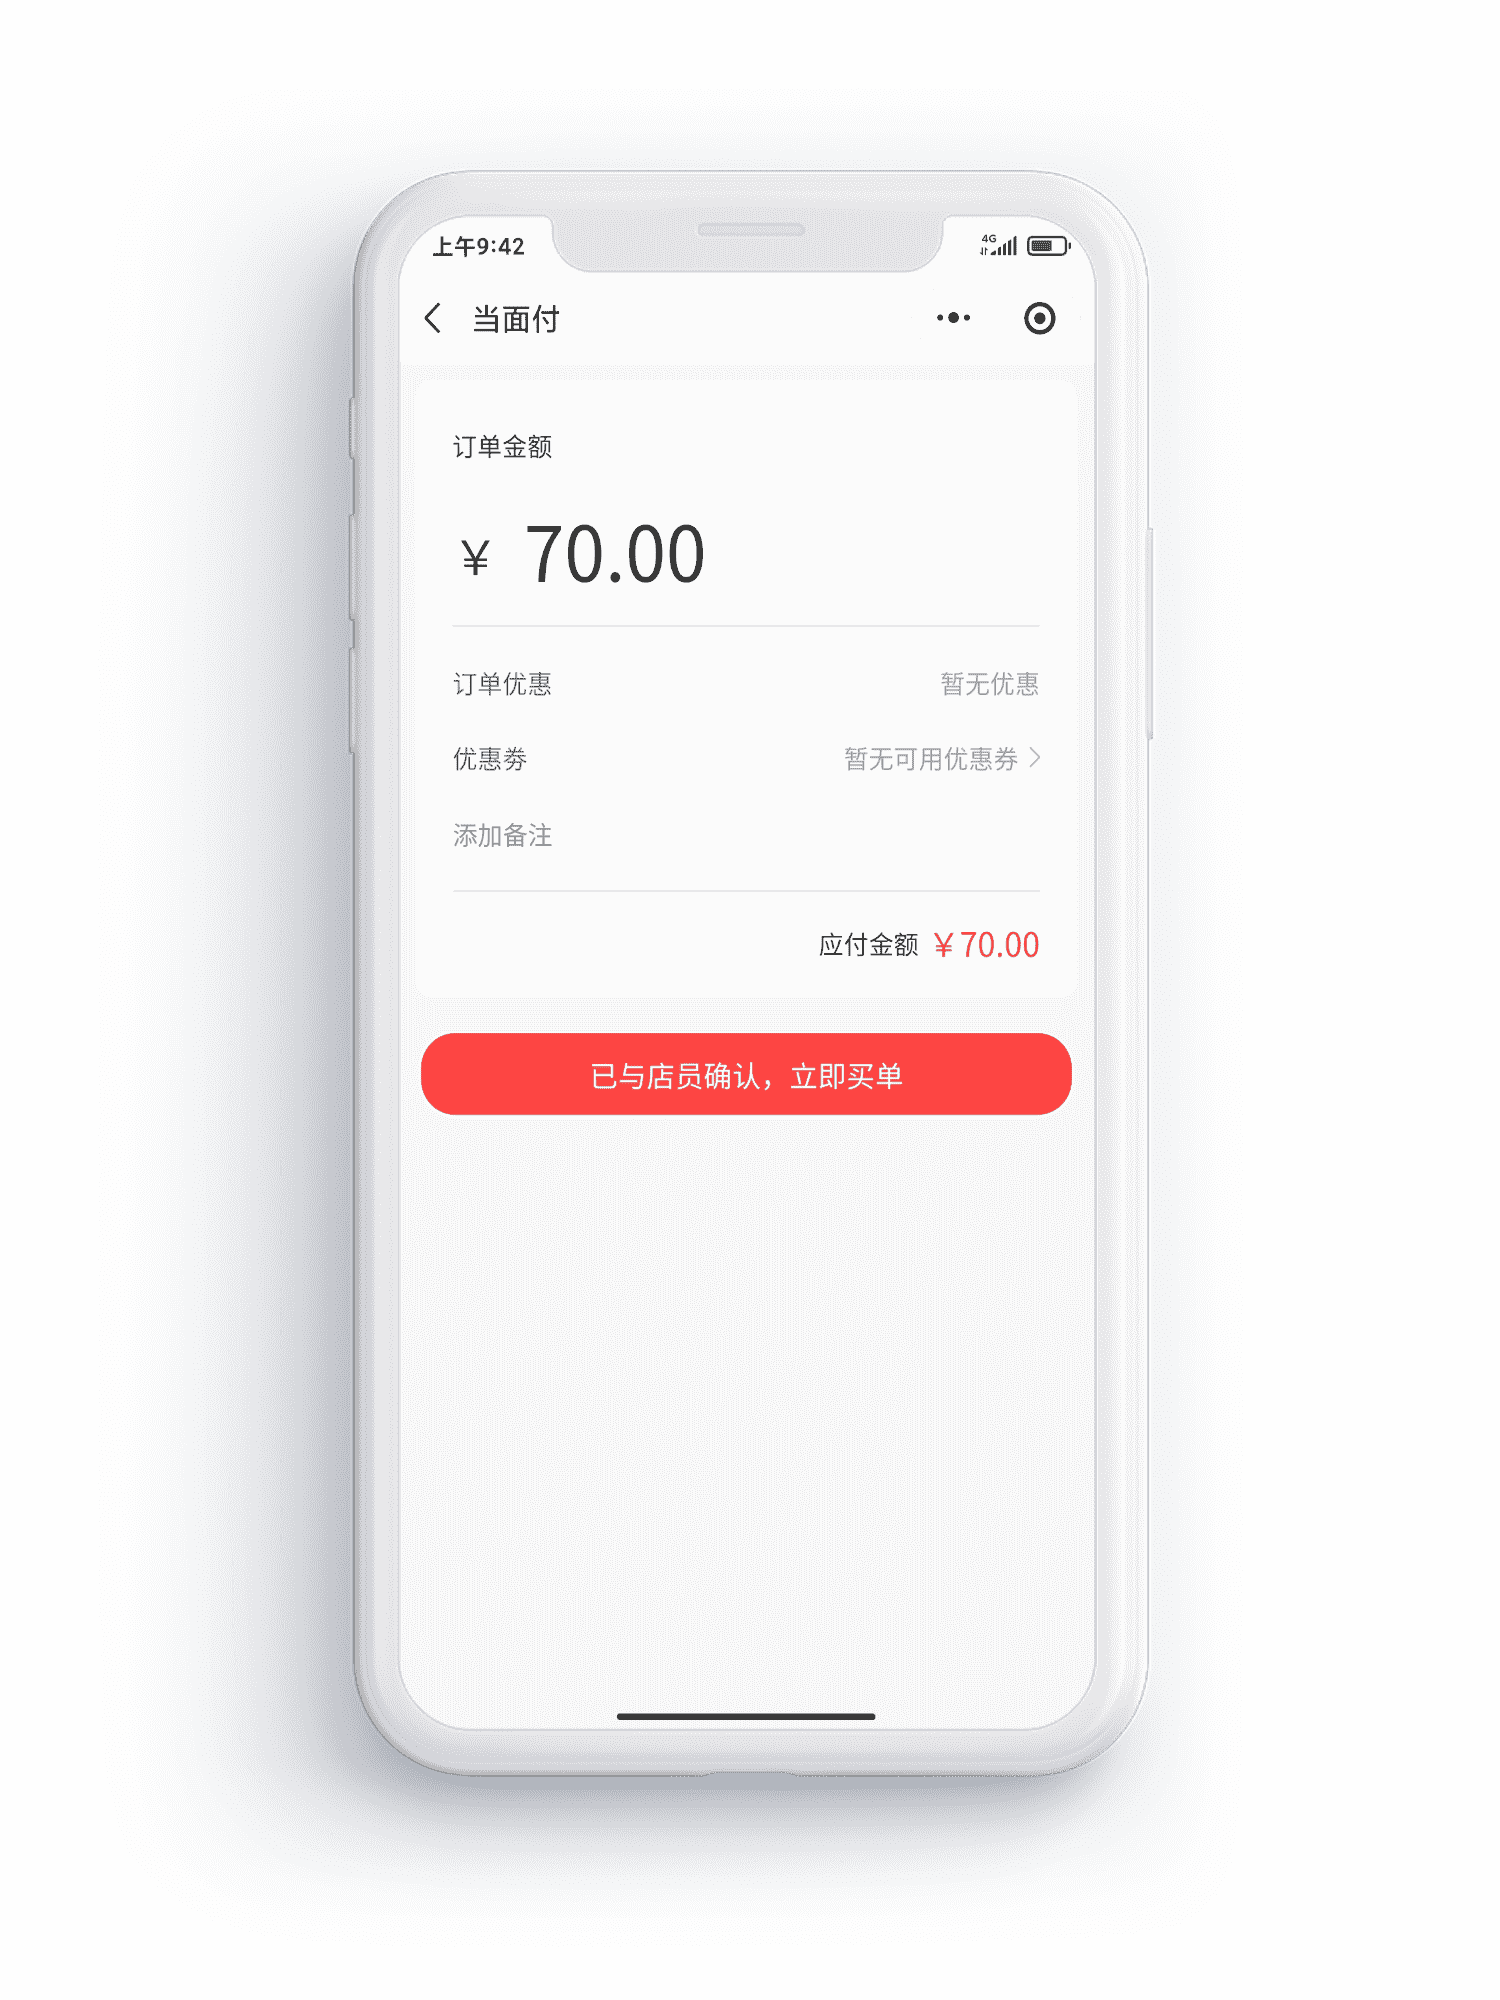 上午9:42
4G
当面付
订单金额
¥ 70.00
订单优惠 暂无优惠
优惠劵 暂无可用优惠券
添加备注
应付金额 ¥70.00
已与店员确认，立即买单